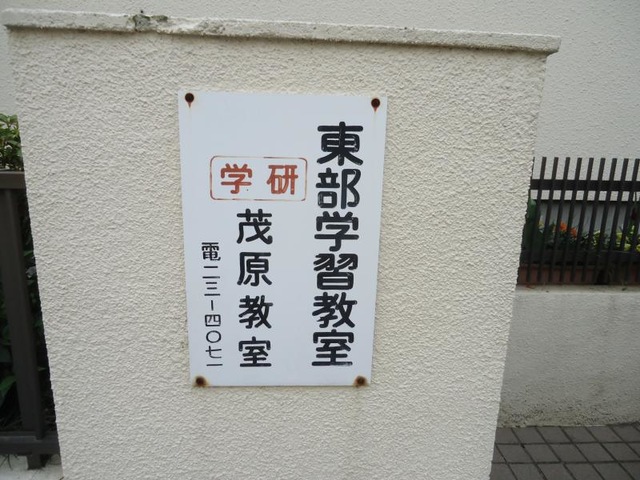 東部学習教室
学研
茂原教室
電二三ー四〇七一